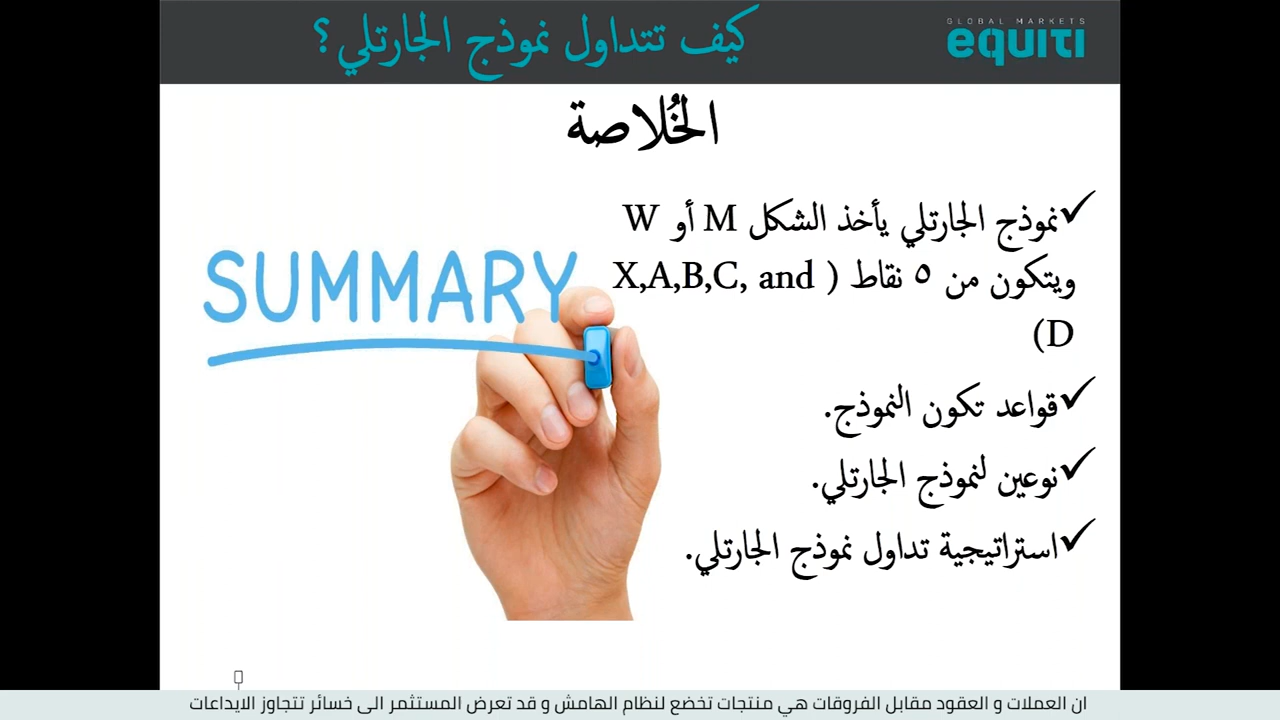 كيف تتداول نموذج الجارتلي؟
GLOBAL MARKETS
equiti
الخُلاصة
✓نموذج الجارتلي يأخذ الشكل M أو W
ويتكون من ٥ نقاط ( X,A,B,C, and
D)
✓قواعد تكون النموذج.
✓نوعين لنموذج الجارتلي.
✓استراتيجية تداول نموذج الجارتلي.
SUMMARY
ان العملات و العقود مقابل الفروقات هي منتجات تخضع لنظام الهامش و قد تعرض المستثمر الى خسائر تتجاوز الايداعات